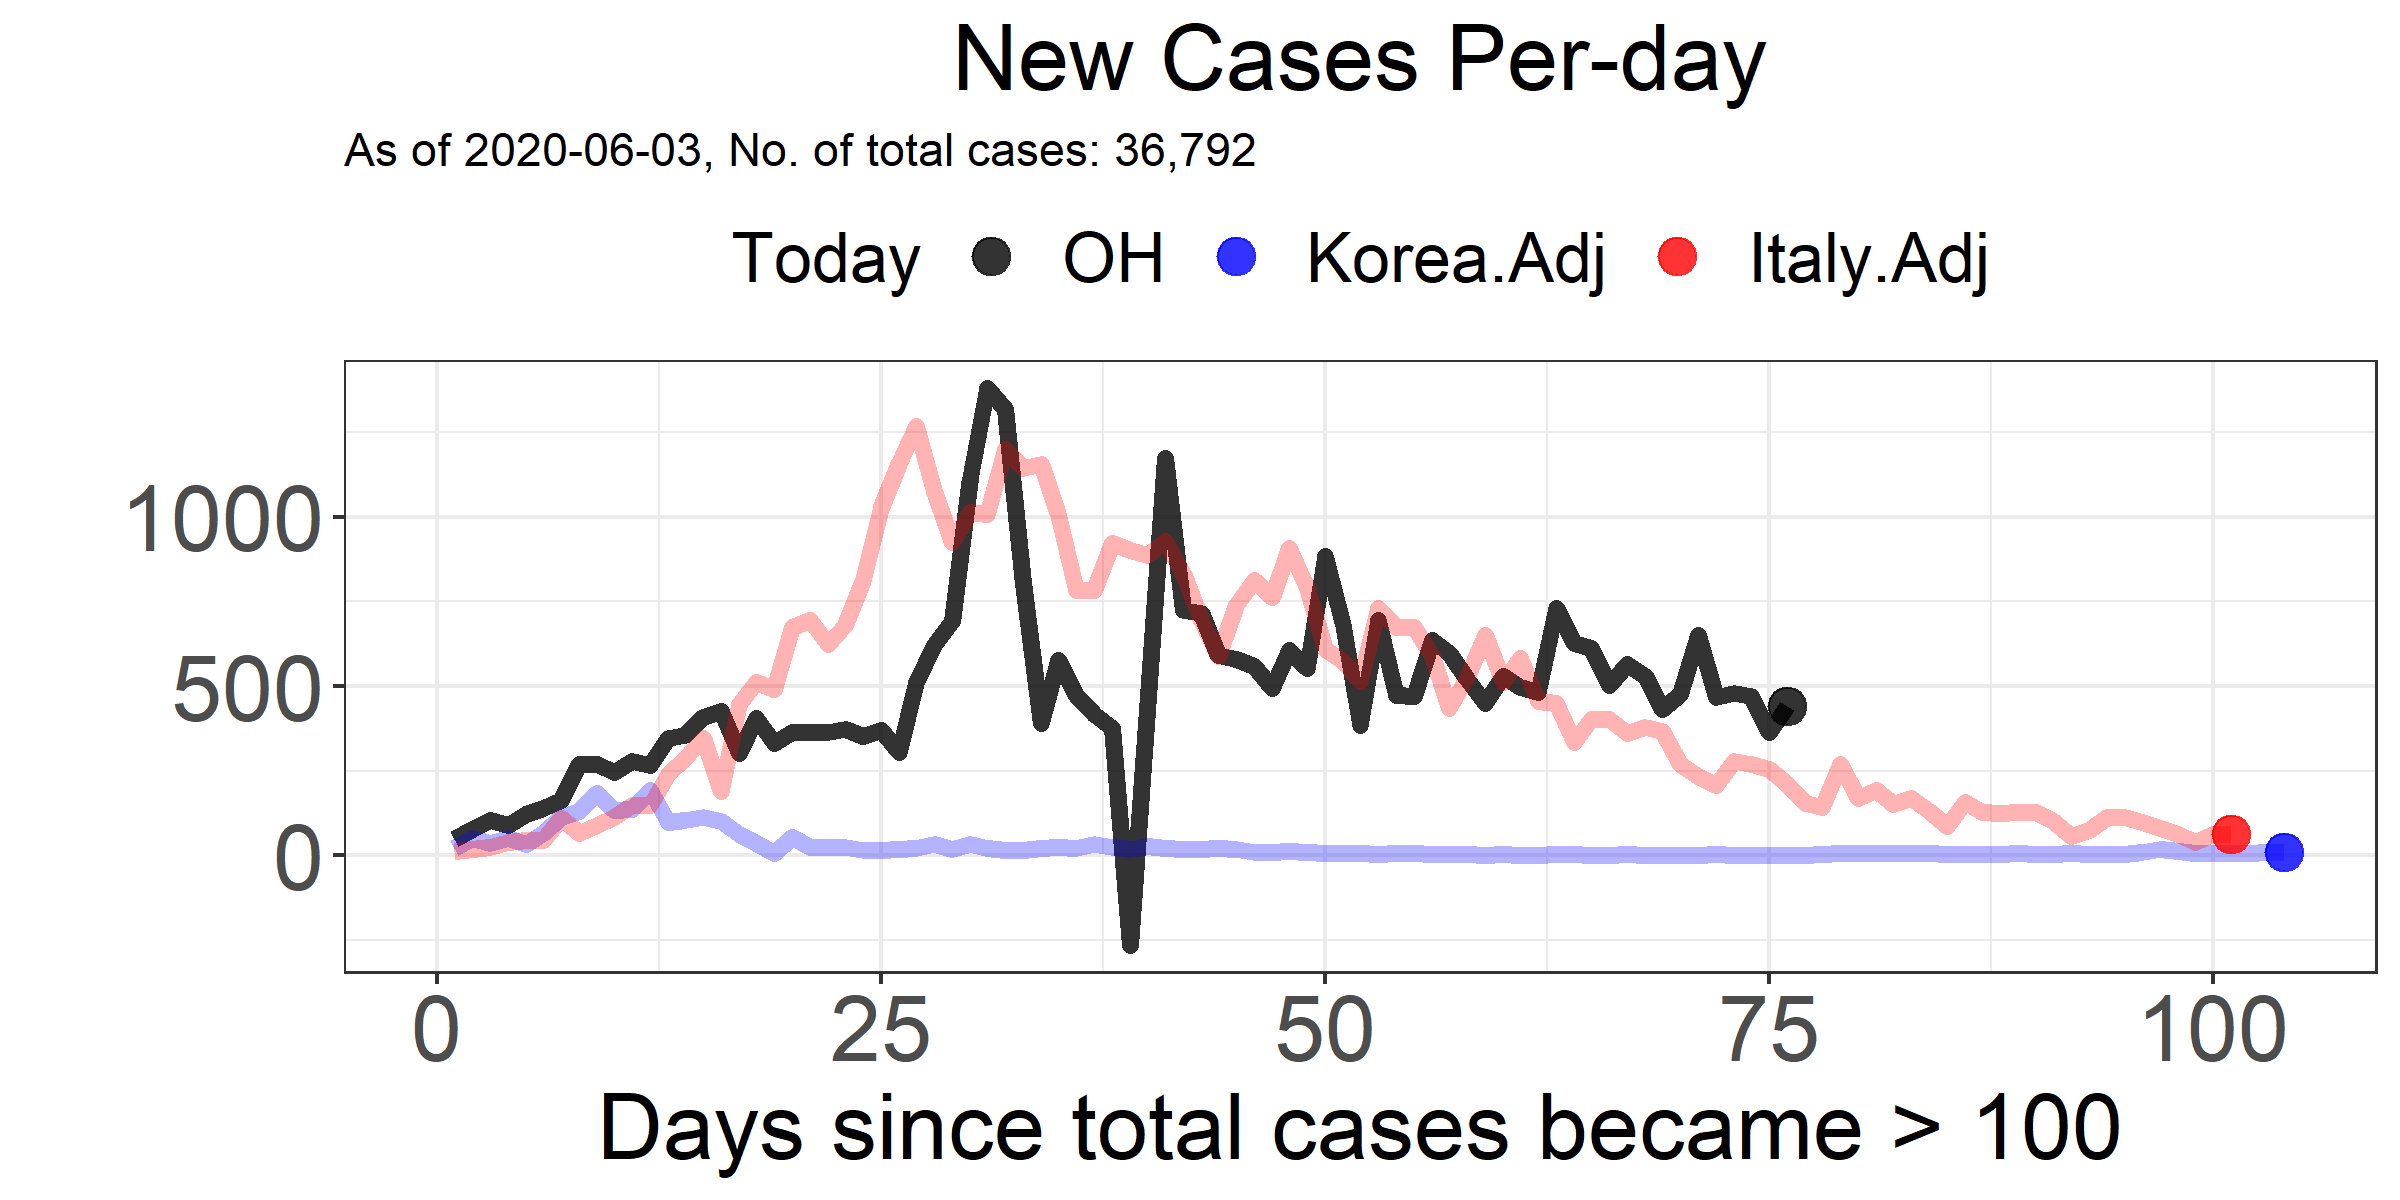 New Cases Per-day
As of 2020-06-03, No. of total cases: 36,792
Today OH Korea.Adj Italy.Adj
1000
500
0
0 25 50 75 100
Days since total cases became > 100